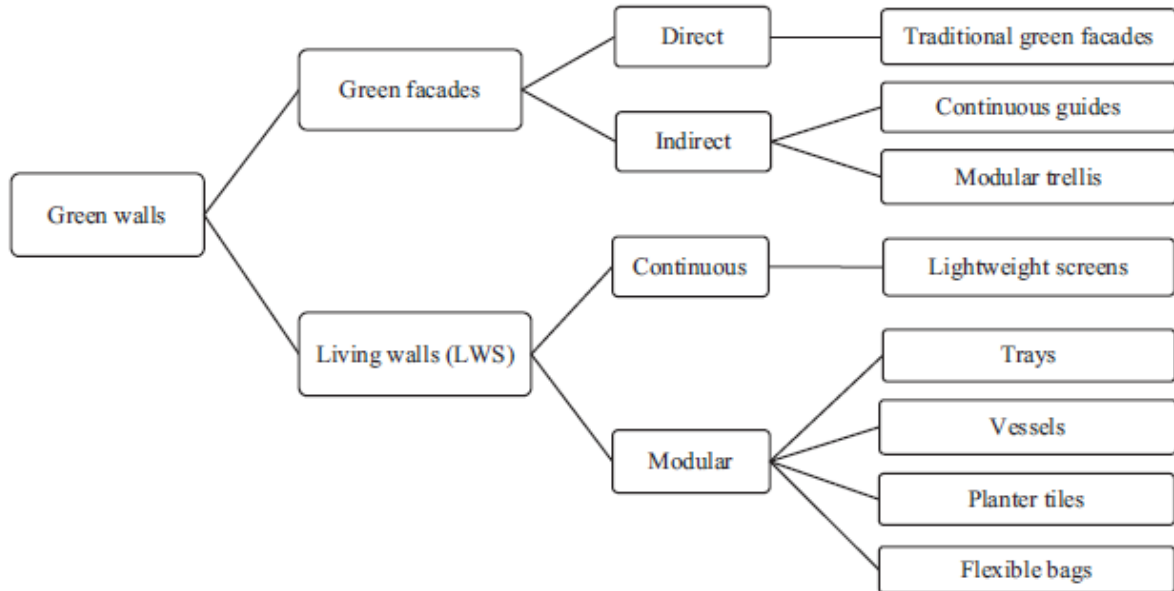 Green walls
Green facades
Living walls (LWS)
Direct
Indirect
Continuous
Modular
Traditional green facades
Continuous guides
Modular trellis
Lightweight screens
Trays
Vessels
Planter tiles
Flexible bags